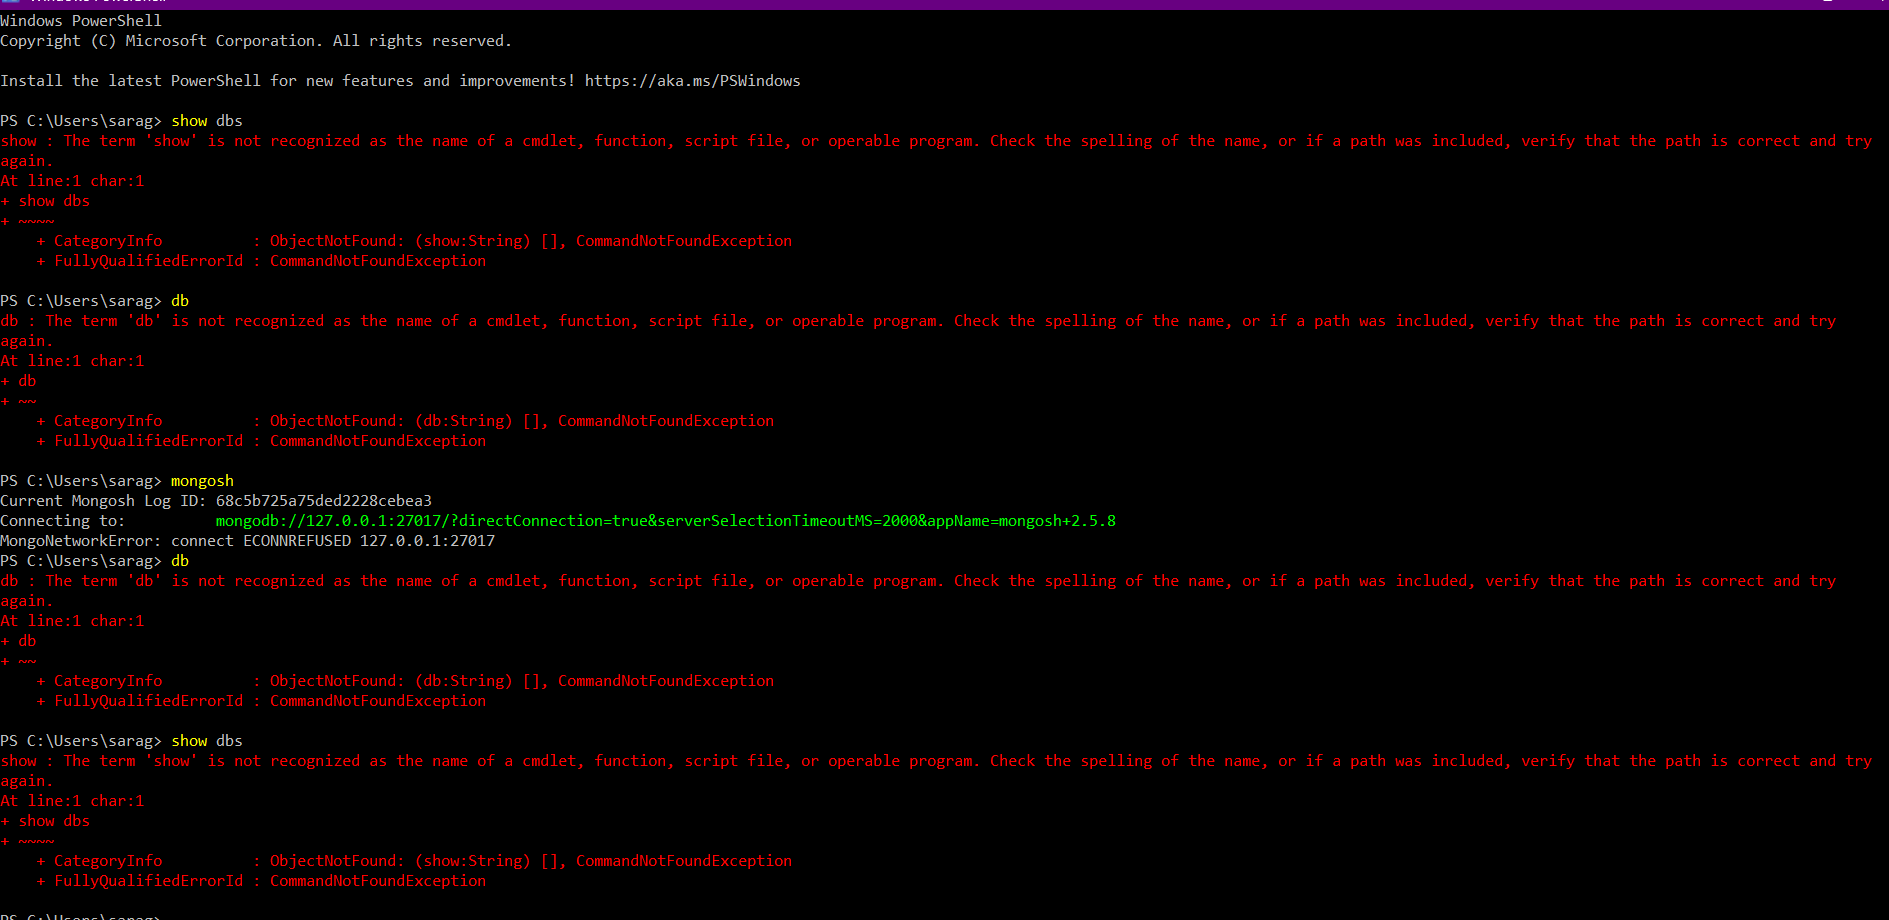 Windows PowerShell
Copyright (C) Microsoft Corporation. All rights reserved.
Install the latest PowerShell for new features and improvements! https://aka.ms/PSWindows
PS C:\Users\sarag> show dbs
show : The term 'show' is not recognized as the name of a cmdlet, function, script file, or operable program. Check the spelling of the name, or if a path was included, verify that the path is correct and try
again.
At line:1 char:1
+ show dbs
+ ~~~~
    + CategoryInfo          : ObjectNotFound: (show:String) [], CommandNotFoundException
    + FullyQualifiedErrorId : CommandNotFoundException
PS C:\Users\sarag> db
db : The term 'db' is not recognized as the name of a cmdlet, function, script file, or operable program. Check the spelling of the name, or if a path was included, verify that the path is correct and try
again.
At line:1 char:1
+ db
+ ~~
    + CategoryInfo          : ObjectNotFound: (db:String) [], CommandNotFoundException
    + FullyQualifiedErrorId : CommandNotFoundException
PS C:\Users\sarag> mongosh
Current Mongosh Log ID: 68c5b725a75ded2228cebea3
Connecting to:          mongodb://127.0.0.1:27017/?directConnection=true&serverSelectionTimeoutMS=2000&appName=mongosh+2.5.8
MongoNetworkError: connect ECONNREFUSED 127.0.0.1:27017
PS C:\Users\sarag> db
db : The term 'db' is not recognized as the name of a cmdlet, function, script file, or operable program. Check the spelling of the name, or if a path was included, verify that the path is correct and try
again.
At line:1 char:1
+ db
+ ~~
    + CategoryInfo          : ObjectNotFound: (db:String) [], CommandNotFoundException
    + FullyQualifiedErrorId : CommandNotFoundException
PS C:\Users\sarag> show dbs
show : The term 'show' is not recognized as the name of a cmdlet, function, script file, or operable program. Check the spelling of the name, or if a path was included, verify that the path is correct and try
again.
At line:1 char:1
+ show dbs
+ ~~~~
    + CategoryInfo          : ObjectNotFound: (show:String) [], CommandNotFoundException
    + FullyQualifiedErrorId : CommandNotFoundException
PS C:\Users\sarag>